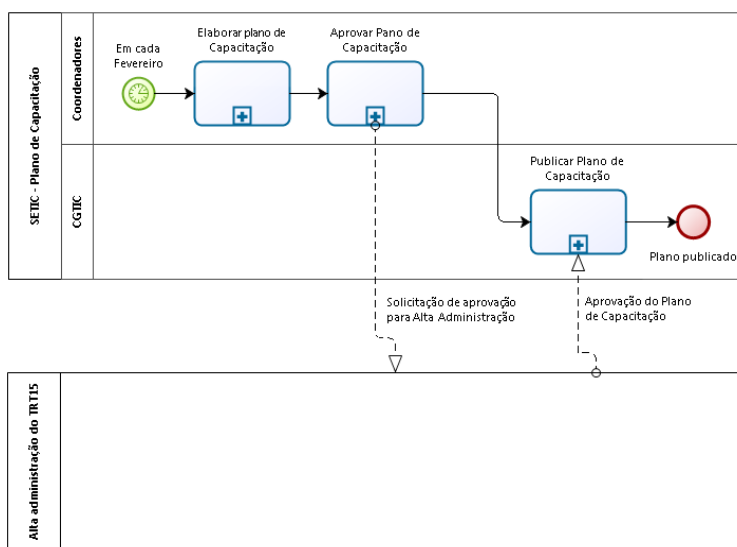 SETIC - Plano de Capacitação
Coordenadores
Em cada
Fevereiro
Elaborar plano de
Capacitação
Aprovar Pano de
Capacitação
CGTIC
Publicar Plano de
Capacitação
Plano publicado
Solicitação de aprovação
para Alta Administração
Aprovação do Plano
de Capacitação
Alta administração do TRT15